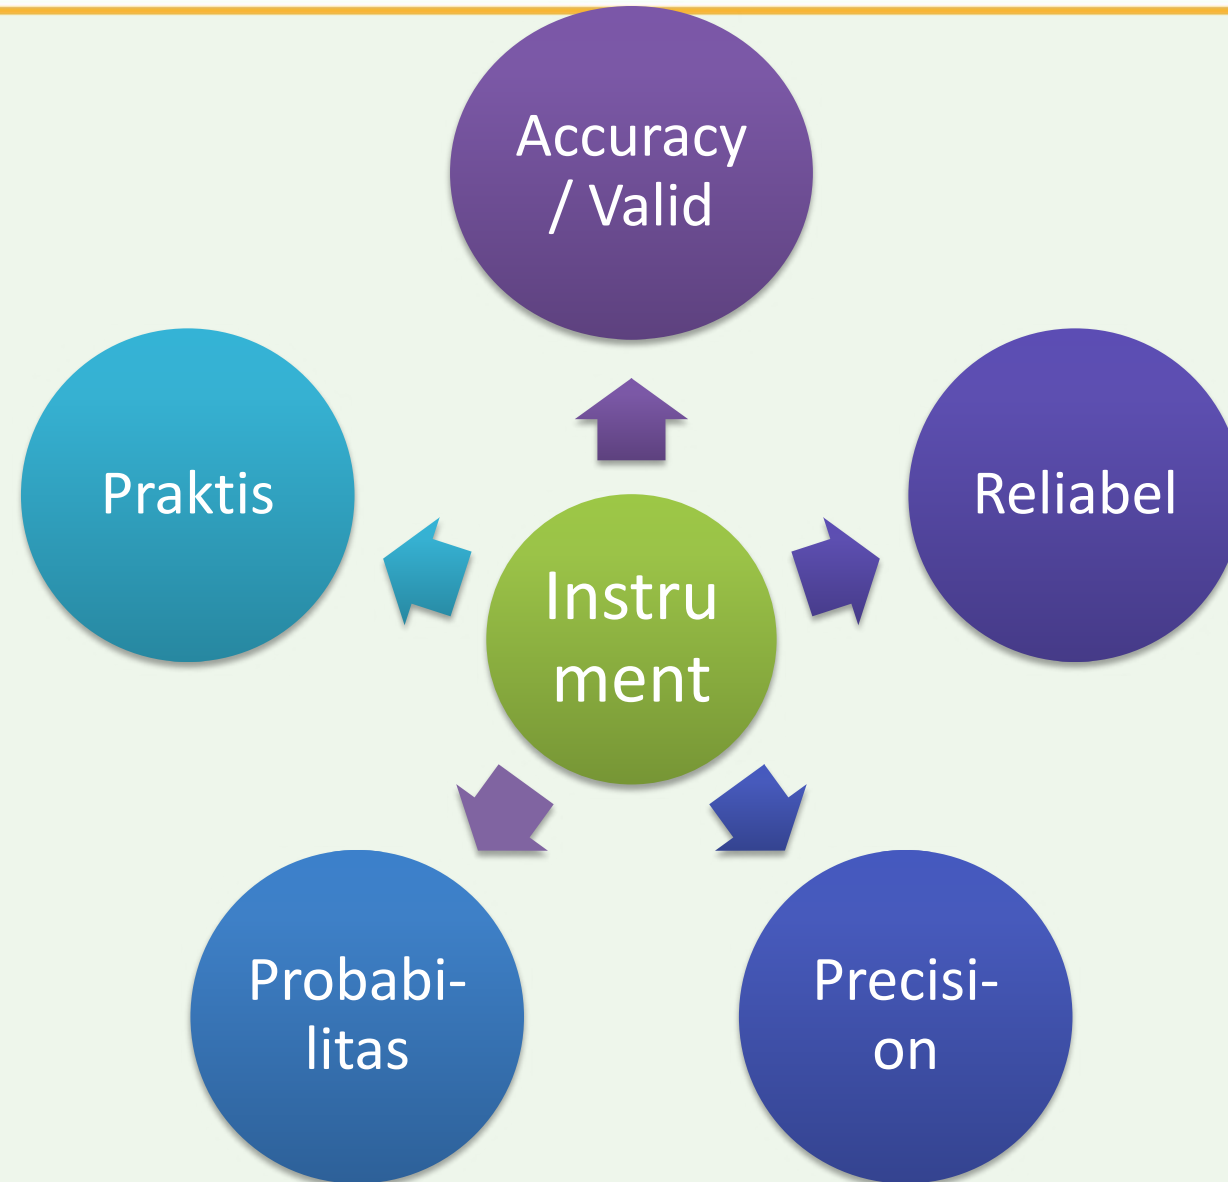 Accuracy
/ Valid
Praktis
Reliabel
Instru
ment
Probabi-
litas
Precisi-
on